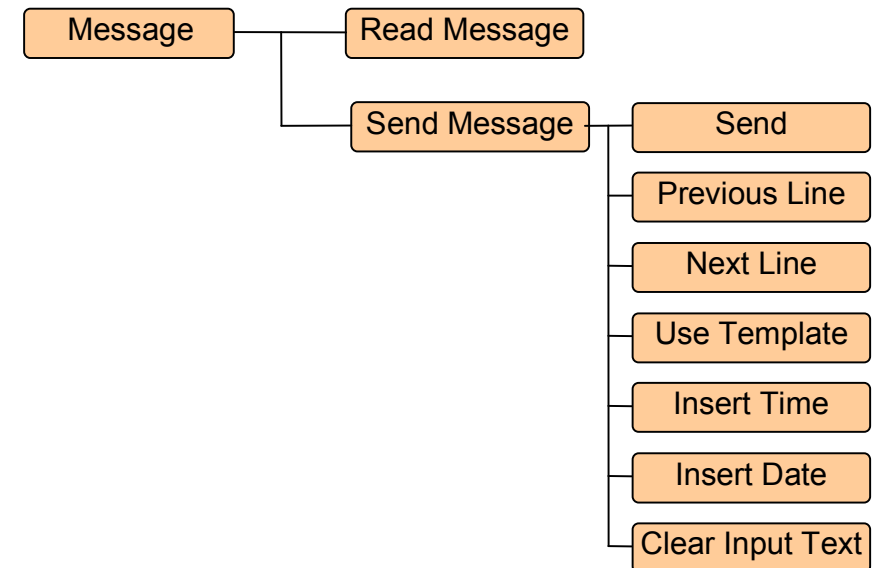 Message
Read Message
Send Message
Send
Previous Line
Next Line
Use Template
Insert Time
Insert Date
Clear Input Text